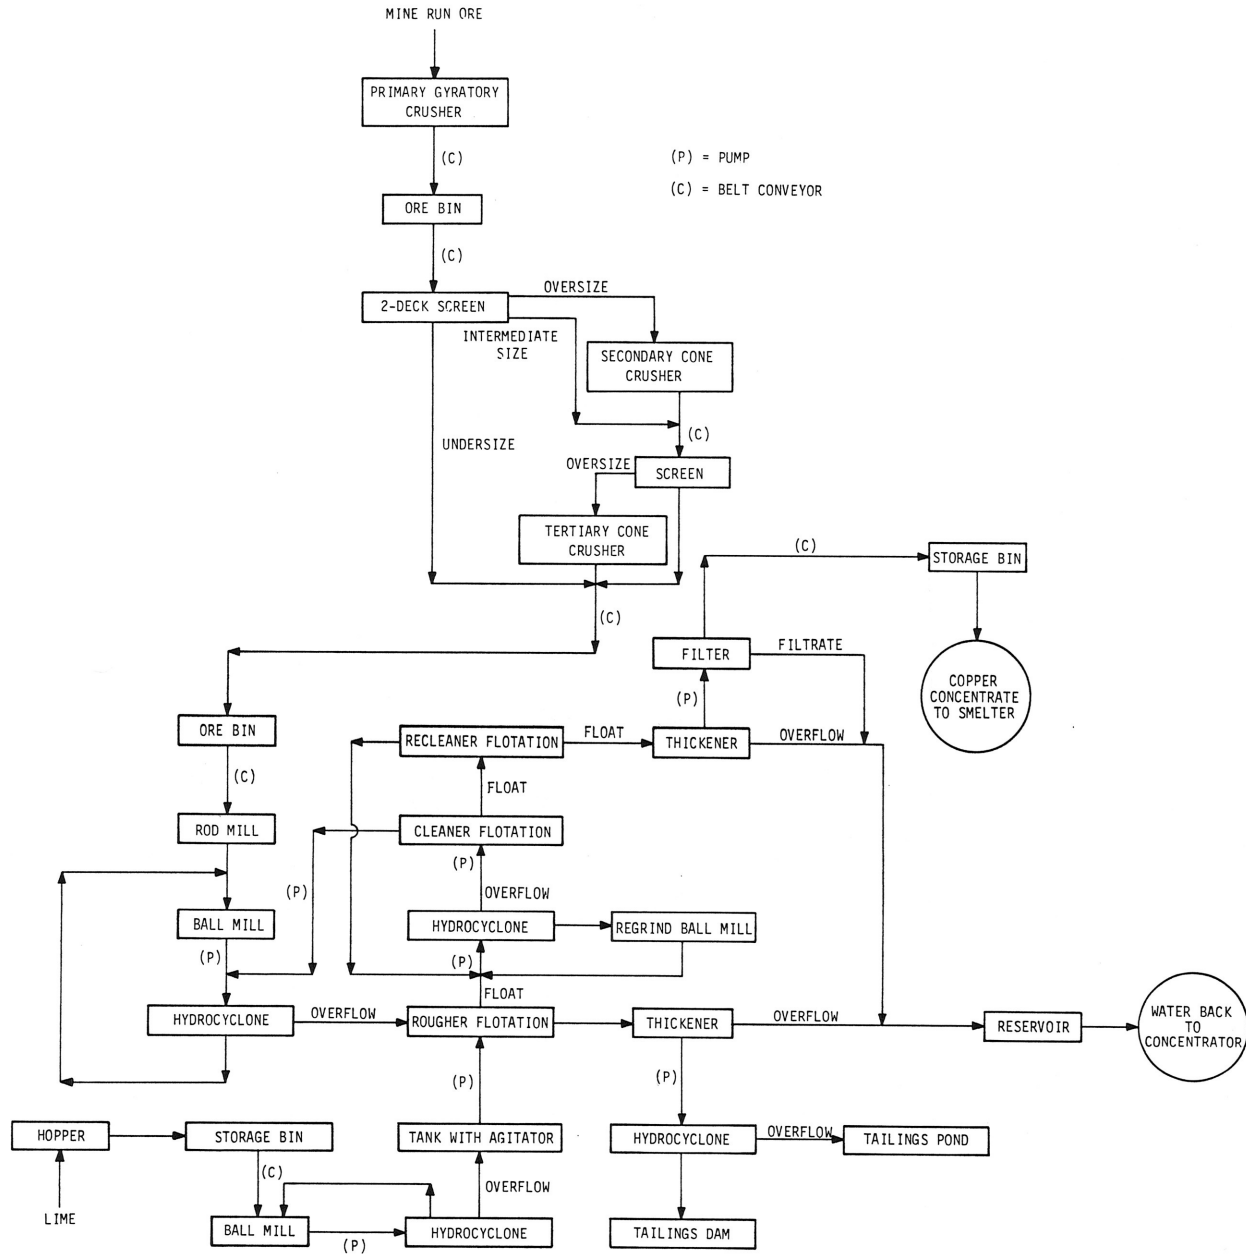 MINE RUN ORE
PRIMARY GYRATORY
CRUSHER
(C)
(P) = PUMP
(C) = BELT CONVEYOR
ORE BIN
(C)
OVERSIZE
2-DECK SCREEN
INTERMEDIATE
SIZE
SECONDARY CONE
CRUSHER
UNDERSIZE
(C)
OVERSIZE
SCREEN
TERTIARY CONE
CRUSHER
(C)
STORAGE BIN
(C)
FILTER
FILTRATE
COPPER
CONCENTRATE
TO SMELTER
(P)
ORE BIN
RECLEANER FLOTATION
FLOAT
THICKENER
OVERFLOW
(C)
FLOAT
ROD MILL
CLEANER FLOTATION
(P)
(P)
OVERFLOW
BALL MILL
HYDROCYCLONE
REGRIND BALL MILL
(P)
(P)
FLOAT
HYDROCYCLONE
OVERFLOW
ROUGHER FLOTATION
THICKENER
OVERFLOW
RESERVOIR
WATER BACK
TO
CONCENTRATOR
(P)
(P)
HOPPER
STORAGE BIN
TANK WITH AGITATOR
HYDROCYCLONE
OVERFLOW
TAILINGS POND
(C)
OVERFLOW
LIME
BALL MILL
(P)
HYDROCYCLONE
TAILINGS DAM